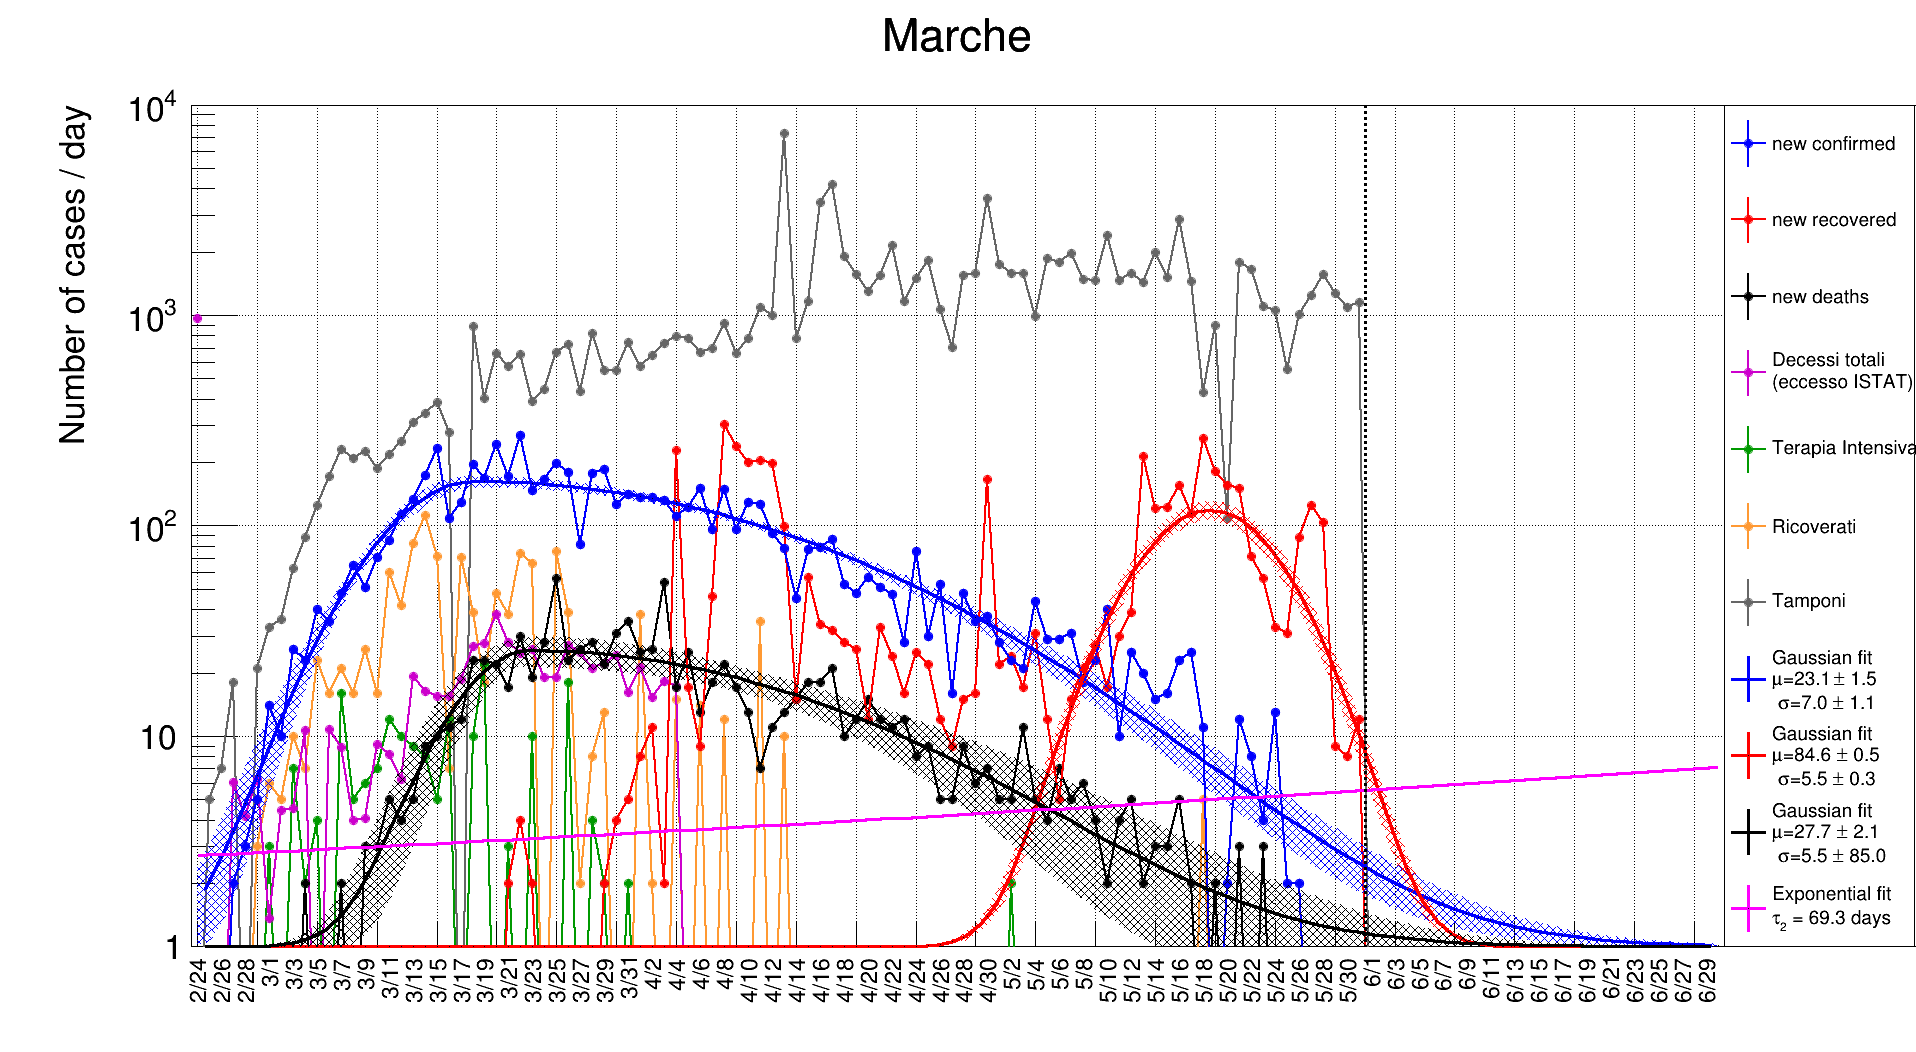 Marche
Number of cases / day
10^4
10^3
10^2
10
1
2/24 2/26 2/28 3/1 3/3 3/5 3/7 3/9 3/11 3/13 3/15 3/17 3/19 3/21 3/23 3/25 3/27 3/29 3/31 4/2 4/4 4/6 4/8 4/10 4/12 4/14 4/16 4/18 4/20 4/22 4/24 4/26 4/28 4/30 5/2 5/4 5/6 5/8 5/10 5/12 5/14 5/16 5/18 5/20 5/22 5/24 5/26 5/28 5/30 6/1 6/3 6/5 6/7 6/9 6/11 6/13 6/15 6/17 6/19 6/21 6/23 6/25 6/27 6/29
new confirmed
new recovered
new deaths
Decessi totali
(eccesso ISTAT)
Terapia Intensiva
Ricoverati
Tamponi
Gaussian fit
μ=23.1 ± 1.5
σ=7.0 ± 1.1
Gaussian fit
μ=84.6 ± 0.5
σ=5.5 ± 0.3
Gaussian fit
μ=27.7 ± 2.1
σ=5.5 ± 85.0
Exponential fit
τ₂ = 69.3 days